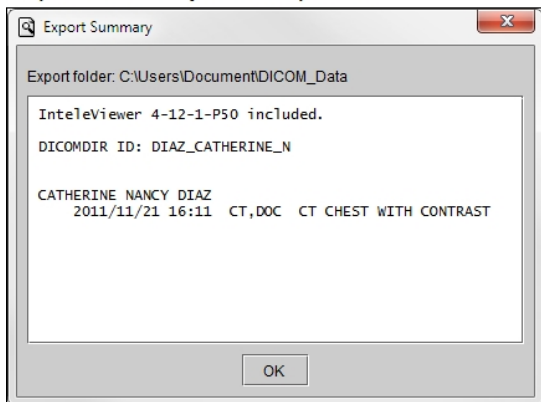 Export Summary
Export folder: C:\Users\Document\DICOM_Data
InteleViewer 4-12-1-P50 included.
DICOMDIR ID: DIAZ_CATHERINE_N
CATHERINE NANCY DIAZ
2011/11/21 16:11 CT,DOC CT CHEST WITH CONTRAST
OK